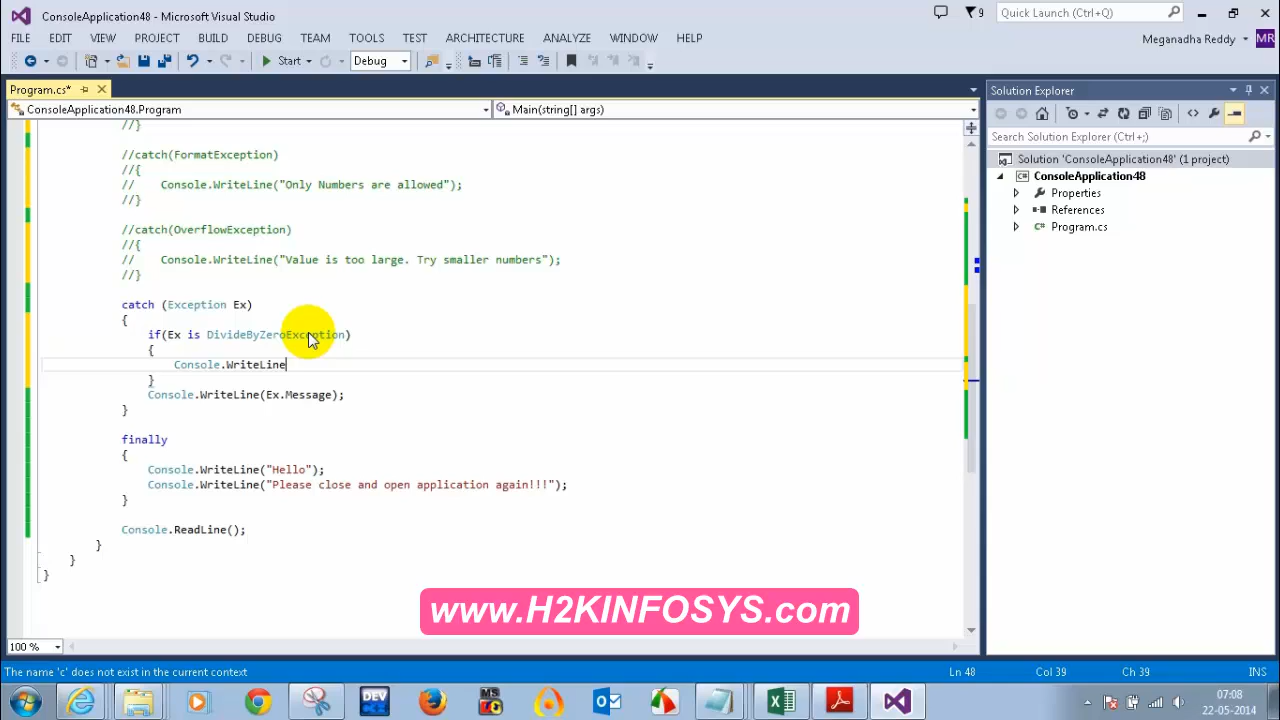 ConsoleApplication48 - Microsoft Visual Studio
9
Quick Launch (Ctrl+Q)
FILE EDIT VIEW PROJECT BUILD DEBUG TEAM TOOLS TEST ARCHITECTURE ANALYZE WINDOW HELP
Meganadha Reddy MR
Start Debug
Program.cs*
ConsoleApplication48.Program
Main(string[] args)
//}
//catch(FormatException)
//{
// Console.WriteLine("Only Numbers are allowed");
//}
//catch(OverflowException)
//{
// Console.WriteLine("Value is too large. Try smaller numbers");
//}
catch (Exception Ex)
{
if(Ex is DivideByZeroException)
{
Console.WriteLine
}
Console.WriteLine(Ex.Message);
}
finally
{
Console.WriteLine("Hello");
Console.WriteLine("Please close and open application again!!!");
}
Console.ReadLine();
}
}
}
Solution Explorer
Search Solution Explorer (Ctrl+;)
Solution 'ConsoleApplication48' (1 project)
C# ConsoleApplication48
Properties
References
C# Program.cs
www.H2KINFOSYS.com
100 %
The name 'c' does not exist in the current context
Ln 48 Col 39 Ch 39 INS
DEV
MS
07:08
22-05-2014